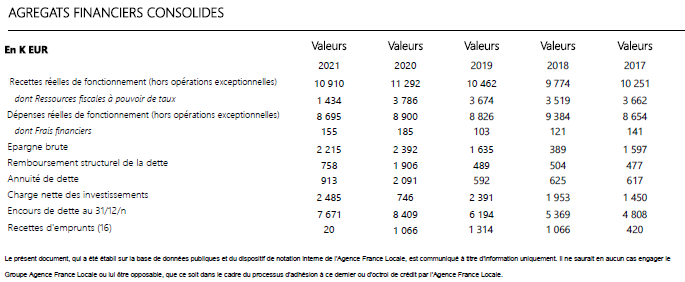 AGREGATS FINANCIERS CONSOLIDES
En K EUR Valeurs Valeurs Valeurs Valeurs Valeurs
2021 2020 2019 2018 2017
Recettes réelles de fonctionnement (hors opérations exceptionnelles) 10 910 11 292 10 462 9 774 10 251
dont Ressources fiscales à pouvoir de taux 1 434 3 786 3 674 3 519 3 662
Dépenses réelles de fonctionnement (hors opérations exceptionnelles) 8 695 8 900 8 826 9 384 8 654
dont Frais financiers 155 185 103 121 141
Epargne brute 2 215 2 392 1 635 389 1 597
Remboursement structurel de la dette 758 1 906 489 504 477
Annuité de dette 913 2 091 592 625 617
Charge nette des investissements 2 485 746 2 391 1 953 1 450
Encours de dette au 31/12/n 7 671 8 409 6 194 5 369 4 808
Recettes d'emprunts (16) 20 1 066 1 314 1 066 420
Le présent document, qui a été établi sur la base de données publiques et du dispositif de notation interne de l'Agence France Locale, est communiqué à titre d'information uniquement. Il ne saurait en aucun cas engager le
Groupe Agence France Locale ou lui être opposable, que ce soit dans le cadre du processus d'adhésion à ce dernier ou d'octroi de crédit par l'Agence France Locale.